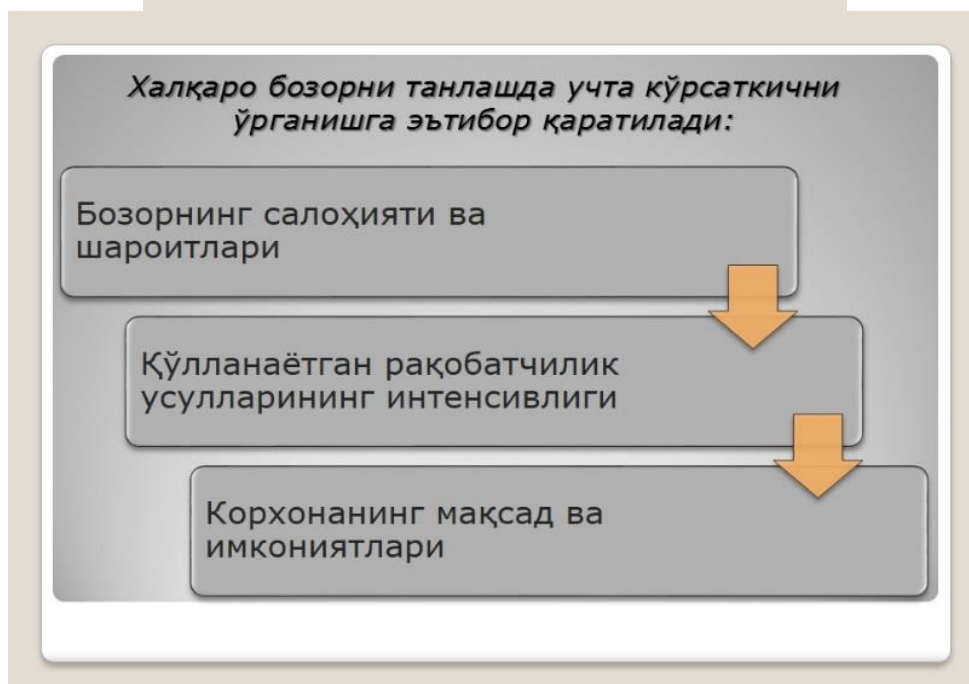 Халқаро бозорни танлашда учта кўрсаткични
ўрганишга эътибор қаратилади:
Бозорнинг салоҳияти ва
шароитлари
Қўлланаётган рақобатчилик
усулларининг интенсивлиги
Корхонанинг мақсад ва
имкониятлари